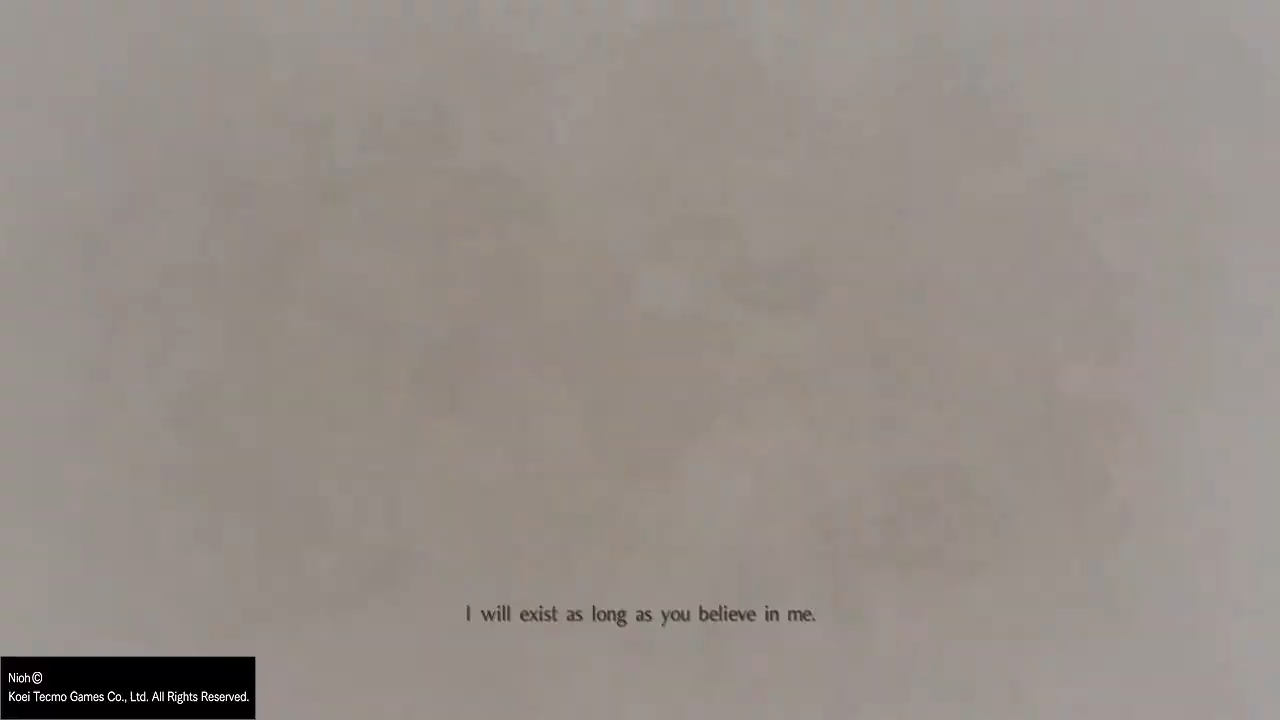 I will exist as long as you believe in me.
Nioh©
Koei Tecmo Games Co., Ltd. All Rights Reserved.